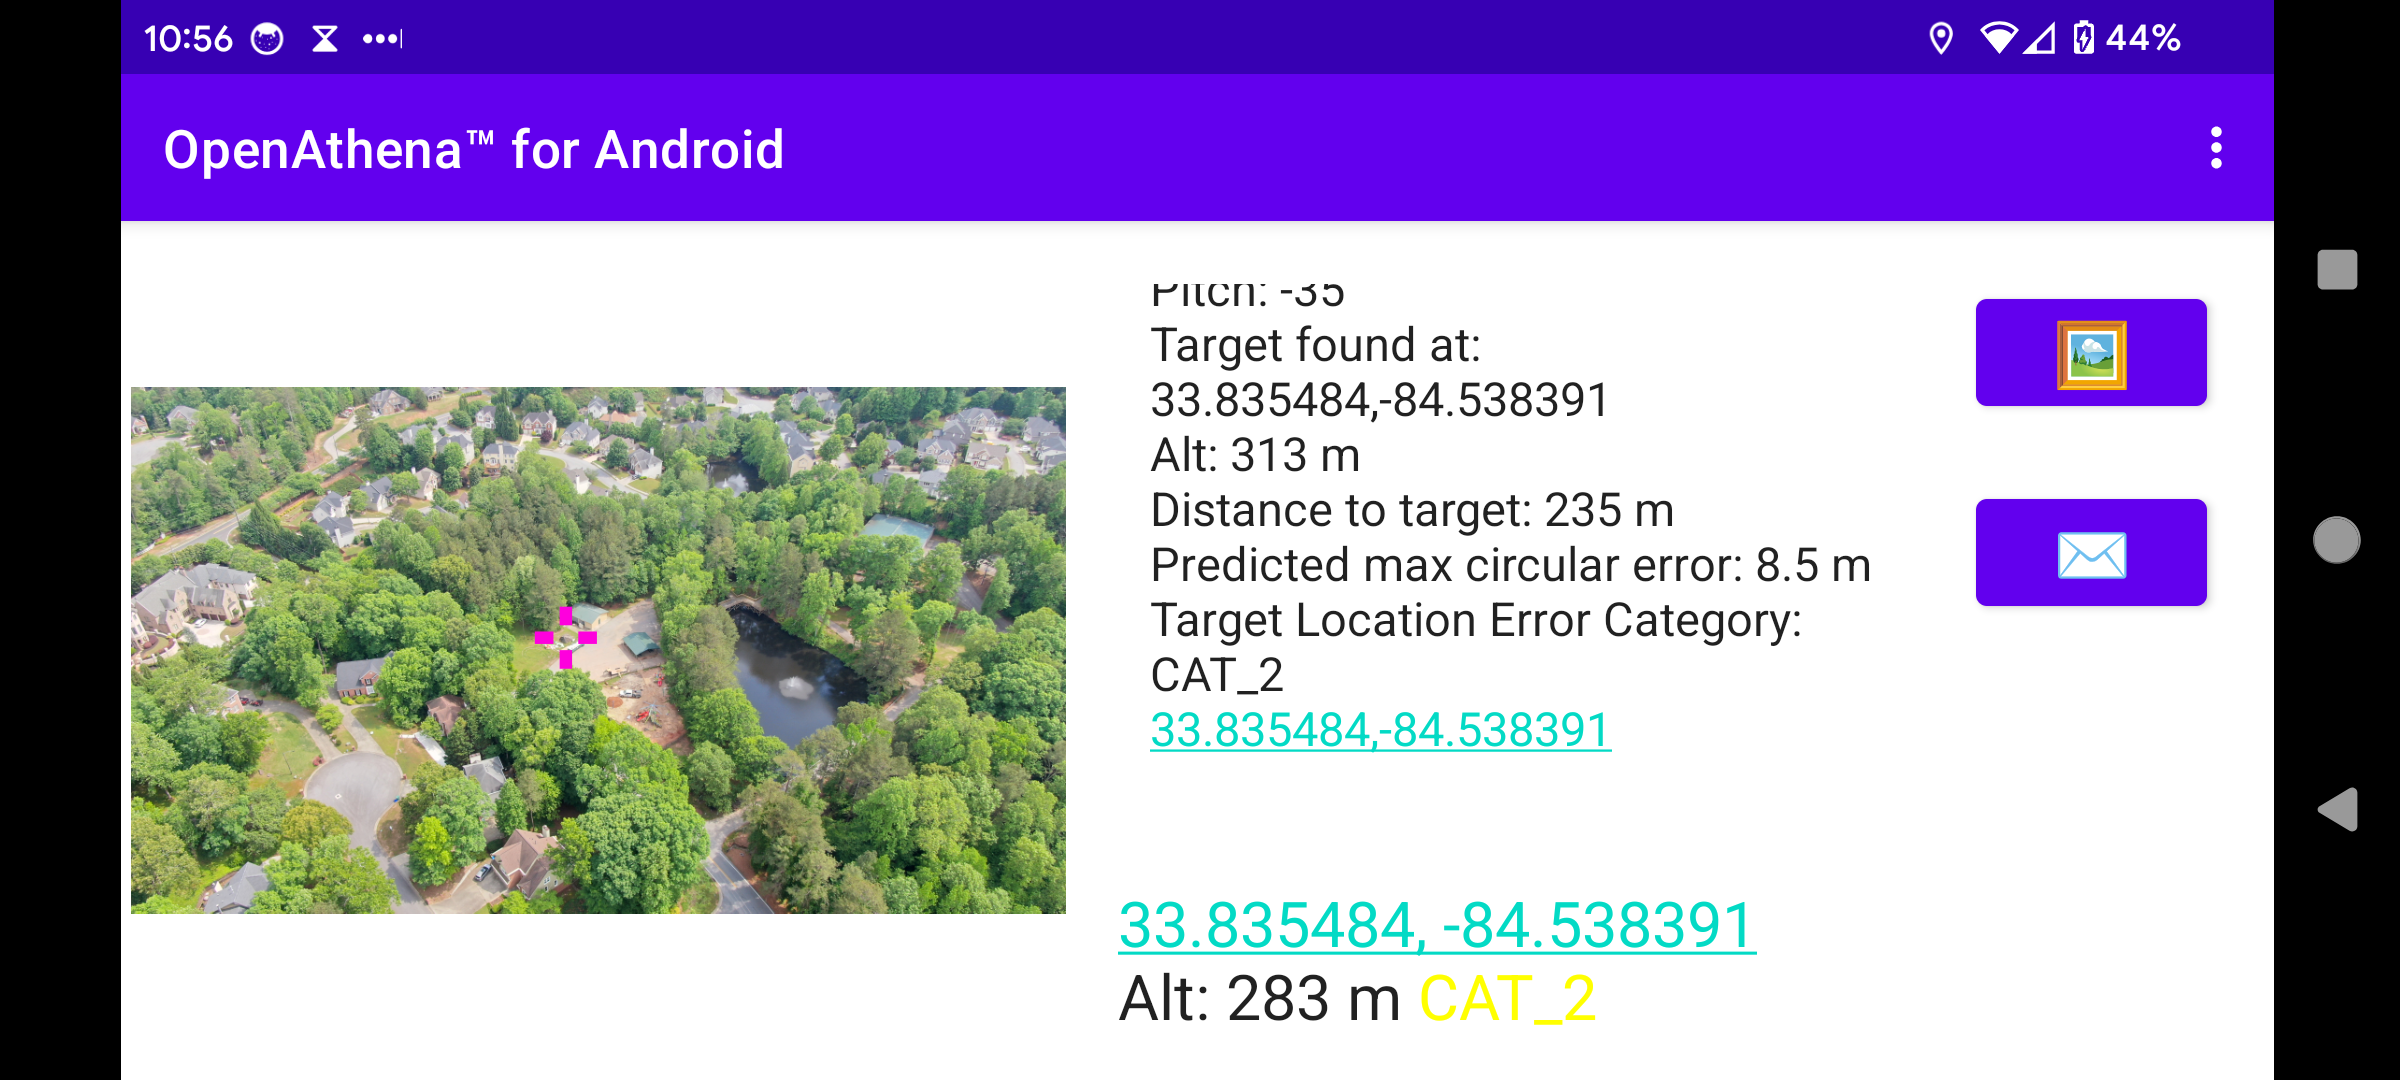 10:56
44%
OpenAthena™ for Android
Pitch: -35
Target found at:
33.835484,-84.538391
Alt: 313 m
Distance to target: 235 m
Predicted max circular error: 8.5 m
Target Location Error Category:
CAT_2
33.835484,-84.538391
33.835484, -84.538391
Alt: 283 m CAT_2